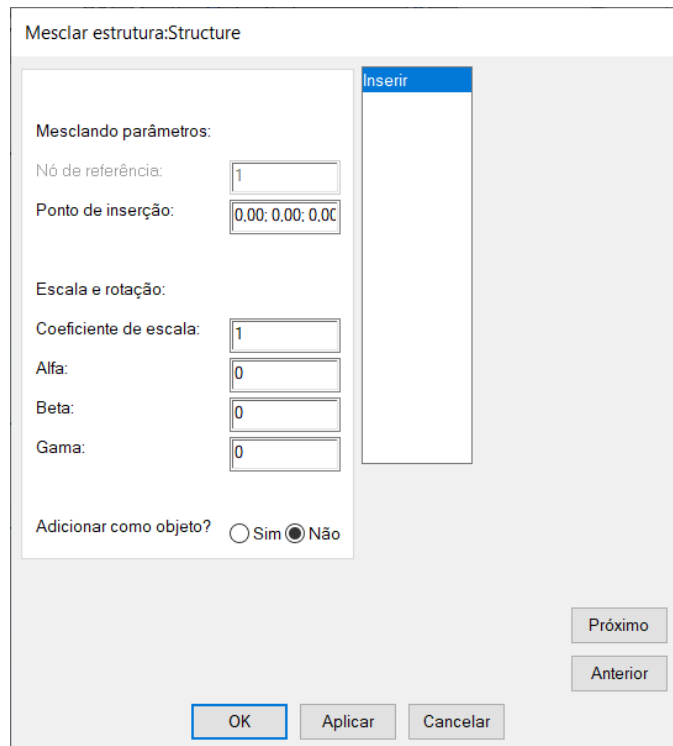 Mesclar estrutura:Structure
Inserir
Mesclando parâmetros:
Nó de referência: 1
Ponto de inserção: 0,00; 0,00; 0,00
Escala e rotação:
Coeficiente de escala: 1
Alfa: 0
Beta: 0
Gama: 0
Adicionar como objeto? Sim Não
Próximo
Anterior
OK Aplicar Cancelar